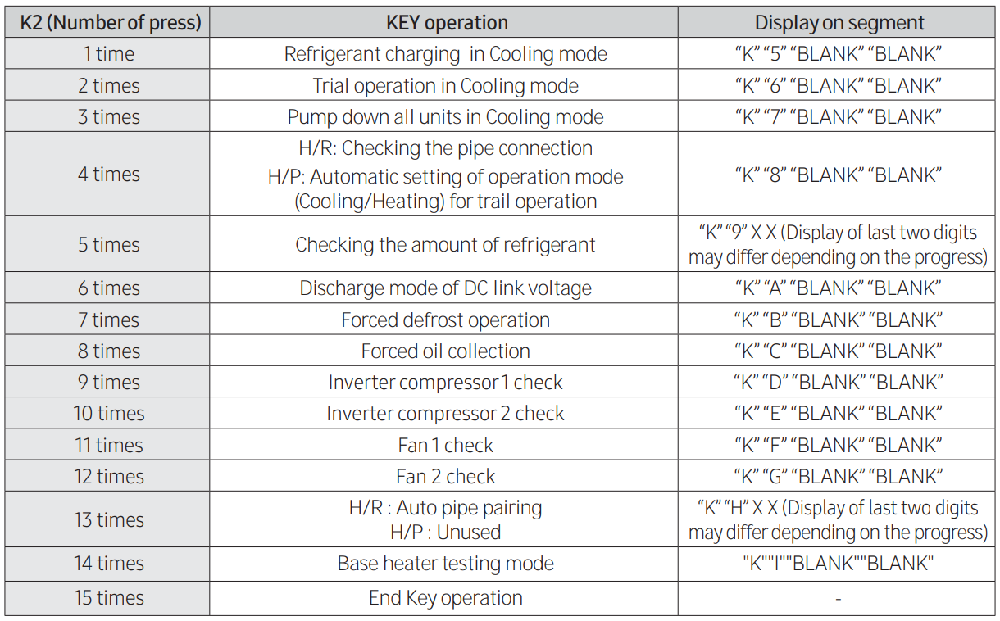 K2 (Number of press) KEY operation Display on segment
1 time Refrigerant charging in Cooling mode “K” “5” “BLANK” “BLANK”
2 times Trial operation in Cooling mode “K” “6” “BLANK” “BLANK”
3 times Pump down all units in Cooling mode “K” “7” “BLANK” “BLANK”
4 times
H/R: Checking the pipe connection
H/P: Automatic setting of operation mode
(Cooling/Heating) for trail operation
“K” “8” “BLANK” “BLANK”
5 times Checking the amount of refrigerant
“K” “9” X X (Display of last two digits
may differ depending on the progress)
6 times Discharge mode of DC link voltage “K” “A” “BLANK” “BLANK”
7 times Forced defrost operation “K” “B” “BLANK” “BLANK”
8 times Forced oil collection “K” “C” “BLANK” “BLANK”
9 times Inverter compressor 1 check “K” “D” “BLANK” “BLANK”
10 times Inverter compressor 2 check “K” “E” “BLANK” “BLANK”
11 times Fan 1 check “K” “F” “BLANK” “BLANK”
12 times Fan 2 check “K” “G” “BLANK” “BLANK”
13 times
H/R : Auto pipe pairing
H/P : Unused
“K” “H” X X (Display of last two digits
may differ depending on the progress)
14 times Base heater testing mode "K""I""BLANK""BLANK"
15 times End Key operation -